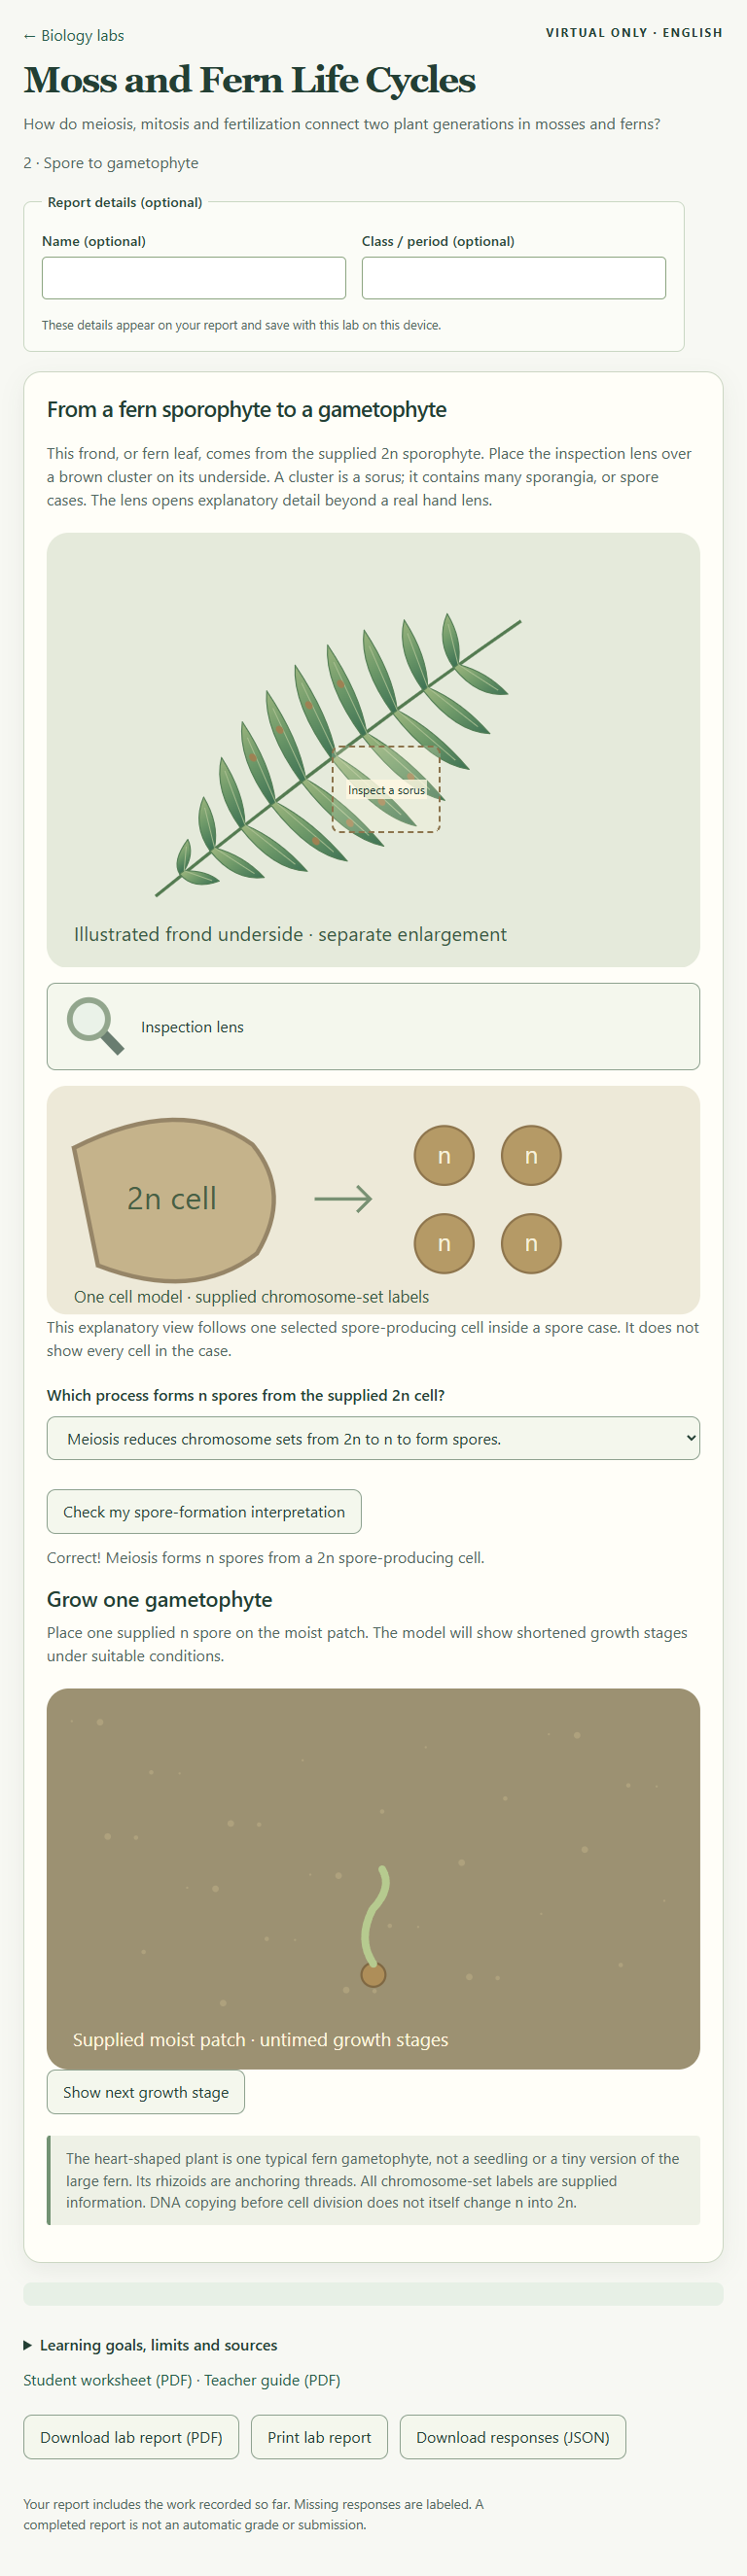 ← Biology labs
VIRTUAL ONLY · ENGLISH
Moss and Fern Life Cycles
How do meiosis, mitosis and fertilization connect two plant generations in mosses and ferns?
2 · Spore to gametophyte
Report details (optional)
Name (optional)
Class / period (optional)
These details appear on your report and save with this lab on this device.
From a fern sporophyte to a gametophyte
This frond, or fern leaf, comes from the supplied 2n sporophyte. Place the inspection lens over
a brown cluster on its underside. A cluster is a sorus; it contains many sporangia, or spore
cases. The lens opens explanatory detail beyond a real hand lens.
Inspect a sorus
Illustrated frond underside · separate enlargement
Inspection lens
2n cell
n n
n n
One cell model · supplied chromosome-set labels
This explanatory view follows one selected spore-producing cell inside a spore case. It does not
show every cell in the case.
Which process forms n spores from the supplied 2n cell?
Meiosis reduces chromosome sets from 2n to n to form spores.
Check my spore-formation interpretation
Correct! Meiosis forms n spores from a 2n spore-producing cell.
Grow one gametophyte
Place one supplied n spore on the moist patch. The model will show shortened growth stages
under suitable conditions.
Supplied moist patch · untimed growth stages
Show next growth stage
The heart-shaped plant is one typical fern gametophyte, not a seedling or a tiny version of the
large fern. Its rhizoids are anchoring threads. All chromosome-set labels are supplied
information. DNA copying before cell division does not itself change n into 2n.
Learning goals, limits and sources
Student worksheet (PDF) · Teacher guide (PDF)
Download lab report (PDF)
Print lab report
Download responses (JSON)
Your report includes the work recorded so far. Missing responses are labeled. A
completed report is not an automatic grade or submission.